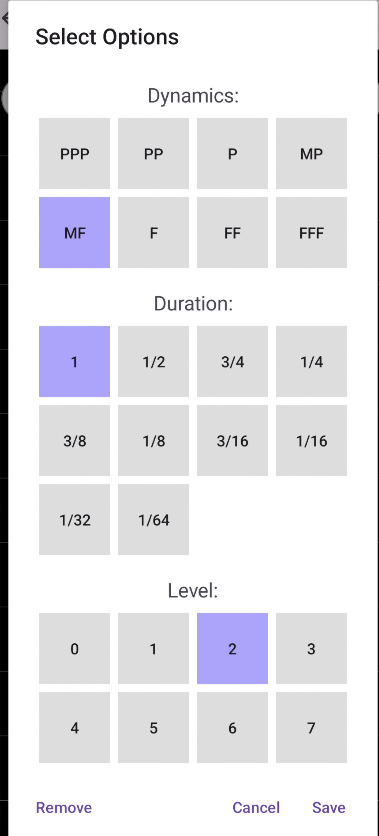 Select Options
Dynamics:
PPP PP P MP
MF F FF FFF
Duration:
1 1/2 3/4 1/4
3/8 1/8 3/16 1/16
1/32 1/64
Level:
0 1 2 3
4 5 6 7
Remove Cancel Save